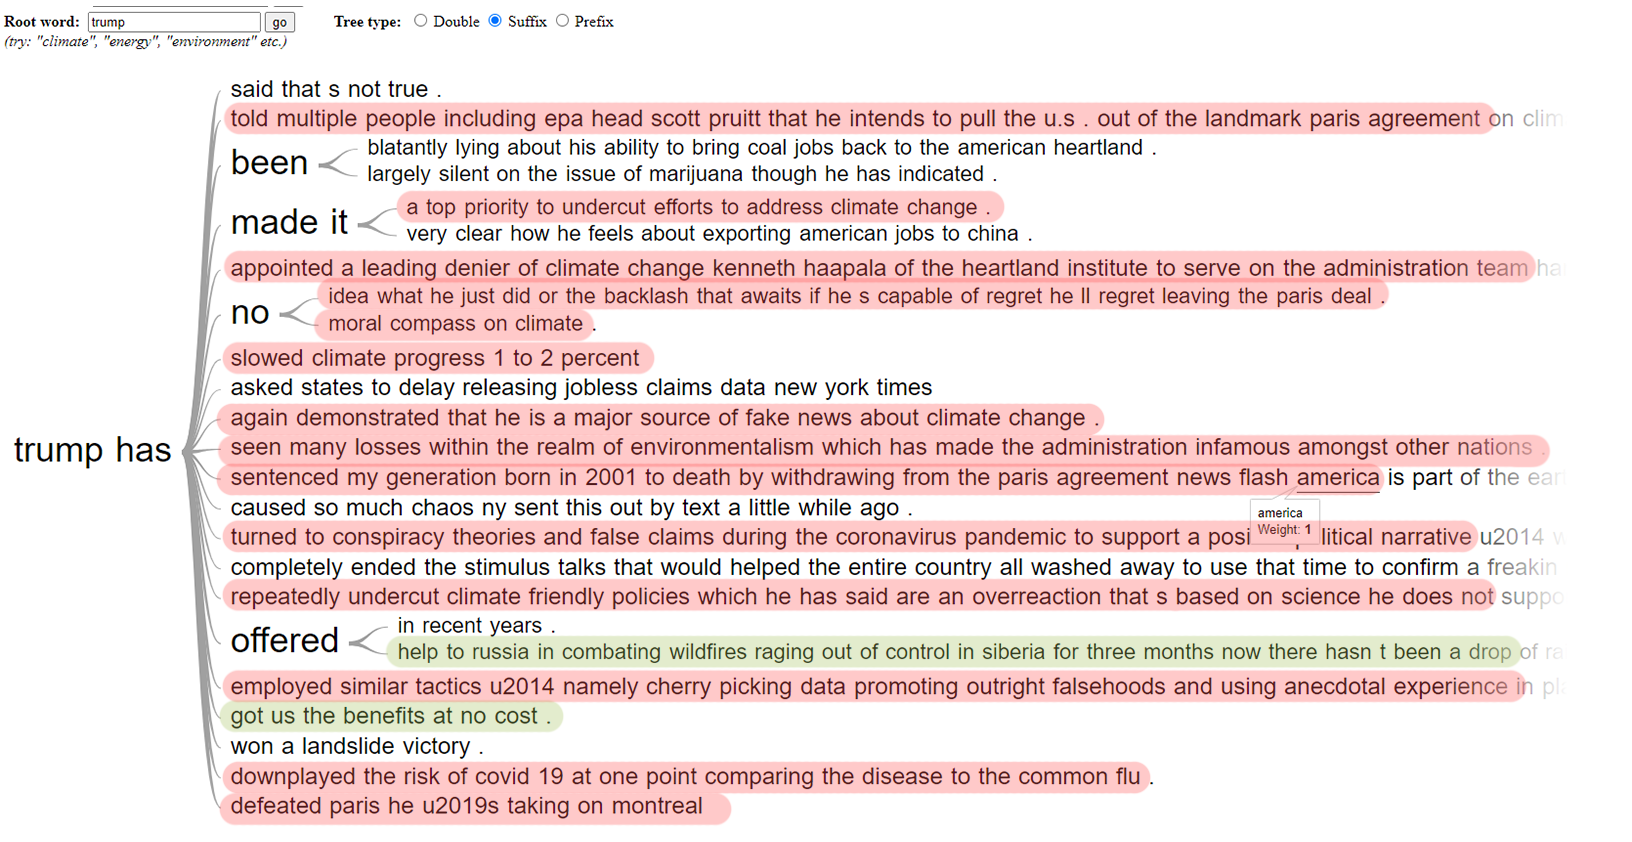 Root word: trump go Tree type: Double Suffix Prefix
(try: "climate", "energy", "environment" etc.)
said that s not true .
told multiple people including epa head scott pruitt that he intends to pull the u.s . out of the landmark paris agreement on clim
been
blatantly lying about his ability to bring coal jobs back to the american heartland .
largely silent on the issue of marijuana though he has indicated .
made it
a top priority to undercut efforts to address climate change .
very clear how he feels about exporting american jobs to china .
appointed a leading denier of climate change kenneth haapala of the heartland institute to serve on the administration team ha
no
idea what he just did or the backlash that awaits if he s capable of regret he ll regret leaving the paris deal .
moral compass on climate .
slowed climate progress 1 to 2 percent
asked states to delay releasing jobless claims data new york times
again demonstrated that he is a major source of fake news about climate change .
trump has
seen many losses within the realm of environmentalism which has made the administration infamous amongst other nations .
sentenced my generation born in 2001 to death by withdrawing from the paris agreement news flash america is part of the ear
caused so much chaos ny sent this out by text a little while ago .
america
Weight: 1
turned to conspiracy theories and false claims during the coronavirus pandemic to support a posi litical narrative u2014 w
completely ended the stimulus talks that would helped the entire country all washed away to use that time to confirm a freakin
repeatedly undercut climate friendly policies which he has said are an overreaction that s based on science he does not suppo
offered
in recent years .
help to russia in combating wildfires raging out of control in siberia for three months now there hasn t been a drop of ra
employed similar tactics u2014 namely cherry picking data promoting outright falsehoods and using anecdotal experience in pl
got us the benefits at no cost .
won a landslide victory .
downplayed the risk of covid 19 at one point comparing the disease to the common flu .
defeated paris he u2019s taking on montreal